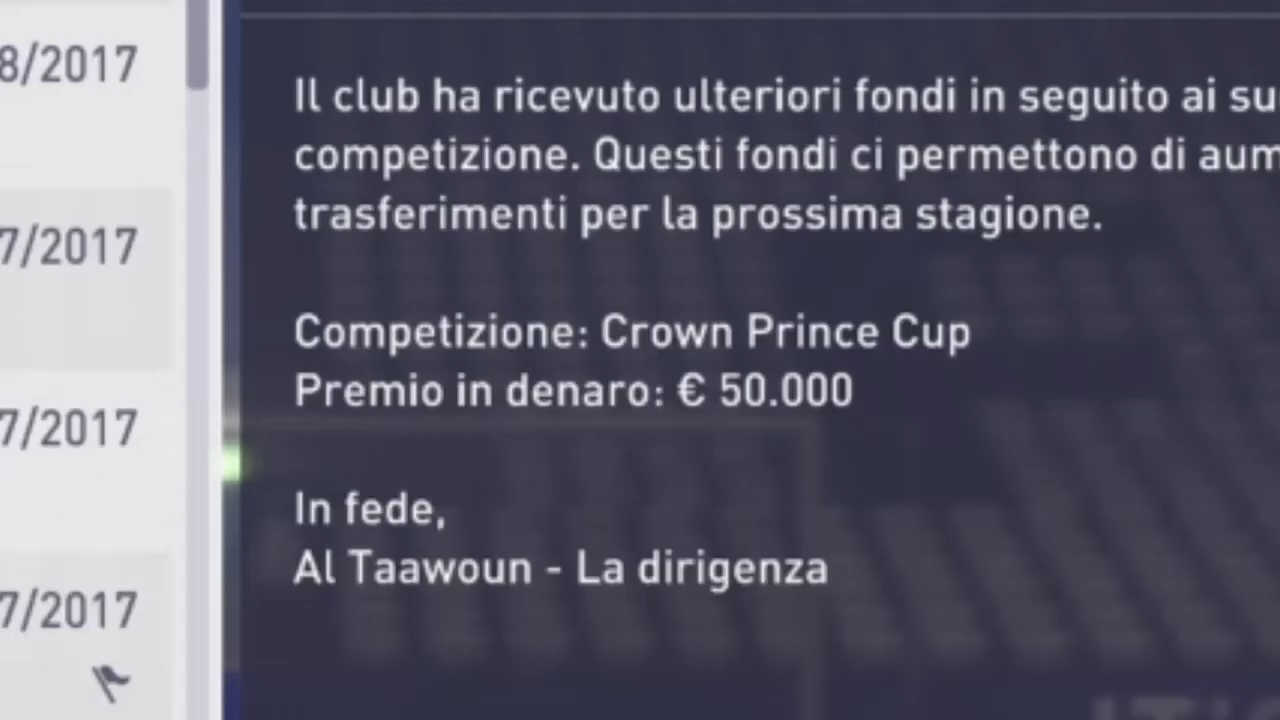 8/2017
7/2017
7/2017
7/2017
Il club ha ricevuto ulteriori fondi in seguito ai su
competizione. Questi fondi ci permettono di aum
trasferimenti per la prossima stagione.
Competizione: Crown Prince Cup
Premio in denaro: € 50.000
In fede,
Al Taawoun - La dirigenza